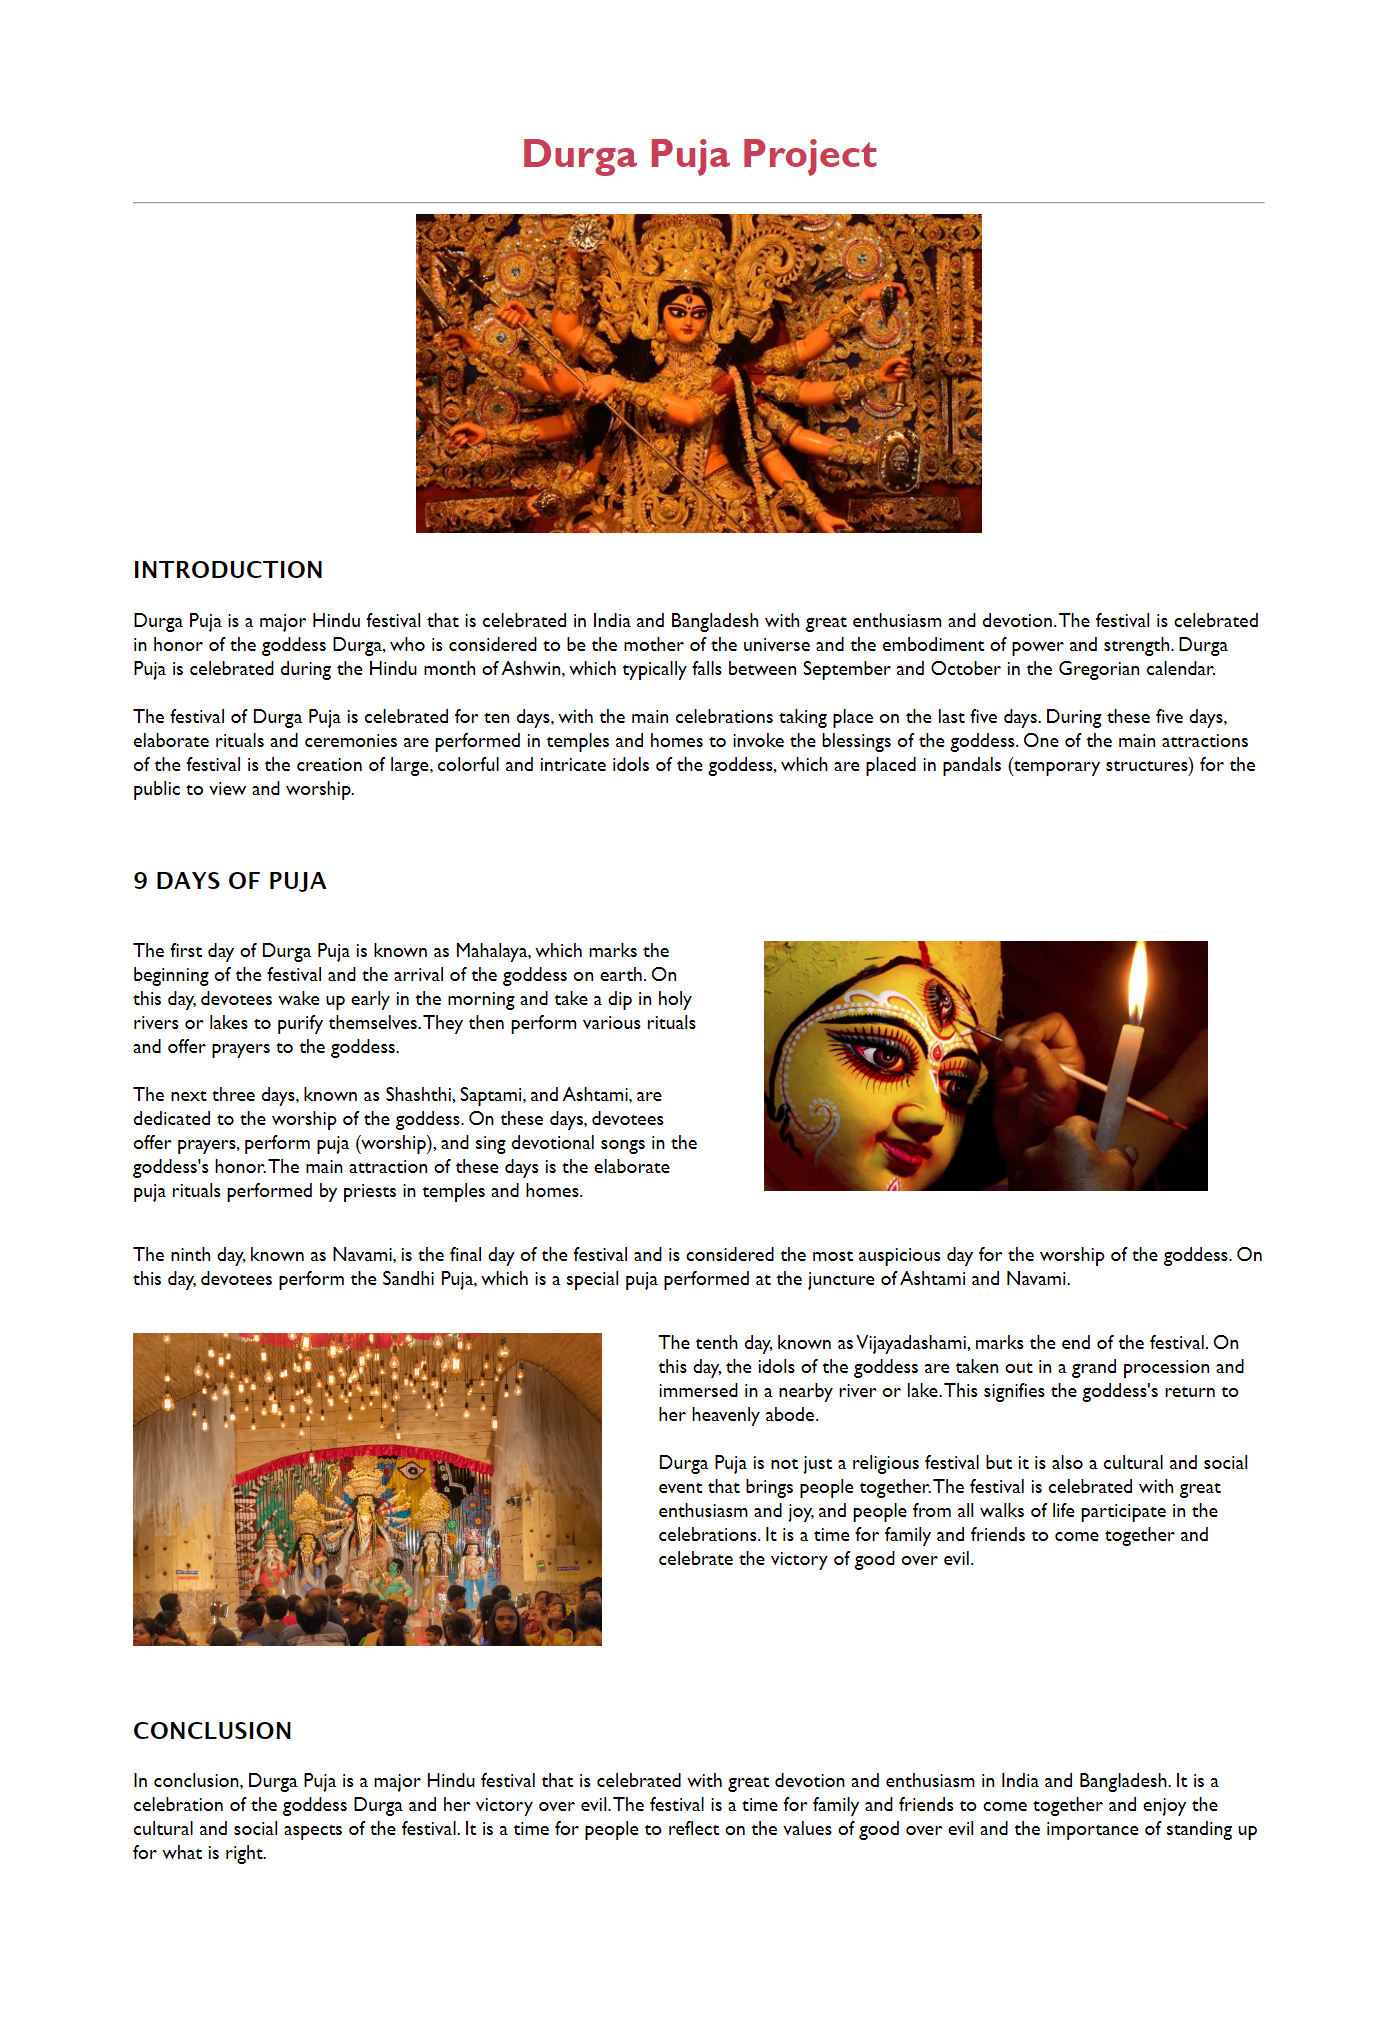 Durga Puja Project
INTRODUCTION
Durga Puja is a major Hindu festival that is celebrated in India and Bangladesh with great enthusiasm and devotion. The festival is celebrated
in honor of the goddess Durga, who is considered to be the mother of the universe and the embodiment of power and strength. Durga
Puja is celebrated during the Hindu month of Ashwin, which typically falls between September and October in the Gregorian calendar.
The festival of Durga Puja is celebrated for ten days, with the main celebrations taking place on the last five days. During these five days,
elaborate rituals and ceremonies are performed in temples and homes to invoke the blessings of the goddess. One of the main attractions
of the festival is the creation of large, colorful and intricate idols of the goddess, which are placed in pandals (temporary structures) for the
public to view and worship.
9 DAYS OF PUJA
The first day of Durga Puja is known as Mahalaya, which marks the
beginning of the festival and the arrival of the goddess on earth. On
this day, devotees wake up early in the morning and take a dip in holy
rivers or lakes to purify themselves. They then perform various rituals
and offer prayers to the goddess.
The next three days, known as Shashthi, Saptami, and Ashtami, are
dedicated to the worship of the goddess. On these days, devotees
offer prayers, perform puja (worship), and sing devotional songs in the
goddess's honor. The main attraction of these days is the elaborate
puja rituals performed by priests in temples and homes.
The ninth day, known as Navami, is the final day of the festival and is considered the most auspicious day for the worship of the goddess. On
this day, devotees perform the Sandhi Puja, which is a special puja performed at the juncture of Ashtami and Navami.
The tenth day, known as Vijayadashami, marks the end of the festival. On
this day, the idols of the goddess are taken out in a grand procession and
immersed in a nearby river or lake. This signifies the goddess's return to
her heavenly abode.
Durga Puja is not just a religious festival but it is also a cultural and social
event that brings people together. The festival is celebrated with great
enthusiasm and joy, and people from all walks of life participate in the
celebrations. It is a time for family and friends to come together and
celebrate the victory of good over evil.
CONCLUSION
In conclusion, Durga Puja is a major Hindu festival that is celebrated with great devotion and enthusiasm in India and Bangladesh. It is a
celebration of the goddess Durga and her victory over evil. The festival is a time for family and friends to come together and enjoy the
cultural and social aspects of the festival. It is a time for people to reflect on the values of good over evil and the importance of standing up
for what is right.